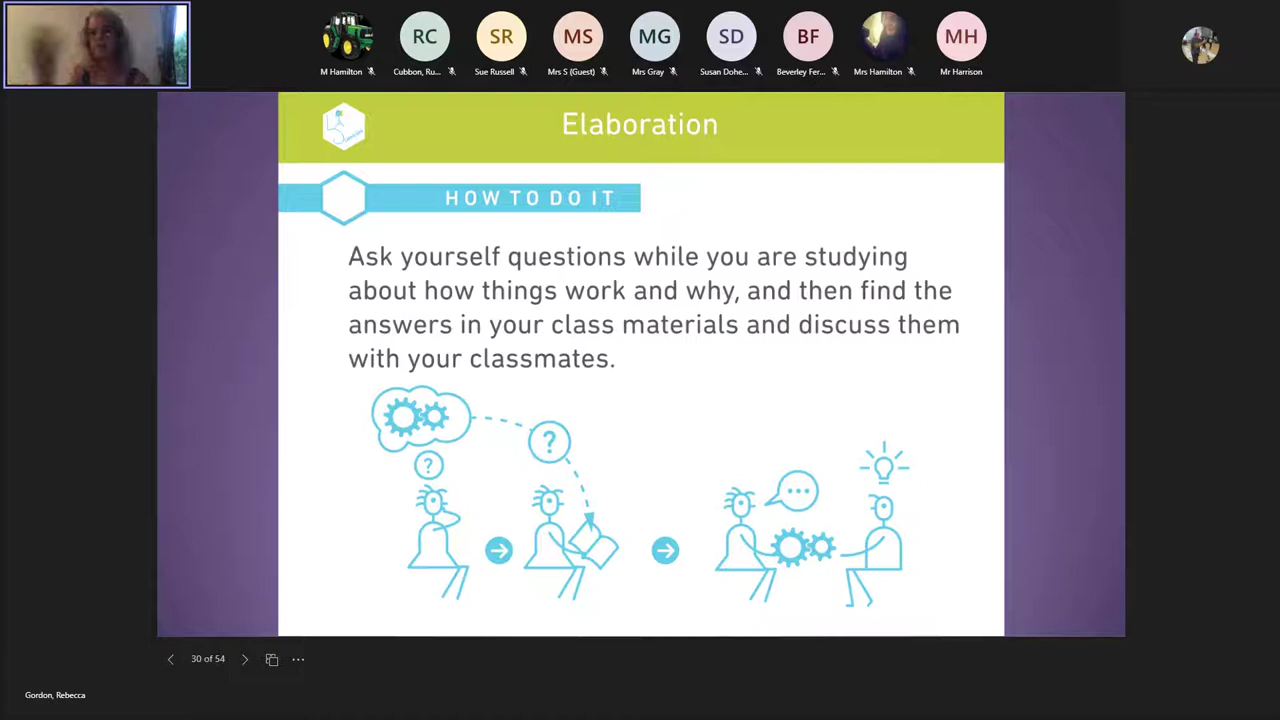 RC
SR
MS
MG
SD
BF
MH
M Hamilton
Cubbon, Ru...
Sue Russell
Mrs S (Guest)
Mrs Gray
Susan Dohe...
Beverley Fer...
Mrs Hamilton
Mr Harrison
Elaboration
HOW TO DO IT
Ask yourself questions while you are studying
about how things work and why, and then find the
answers in your class materials and discuss them
with your classmates.
?
?
...
30 of 54
Gordon, Rebecca